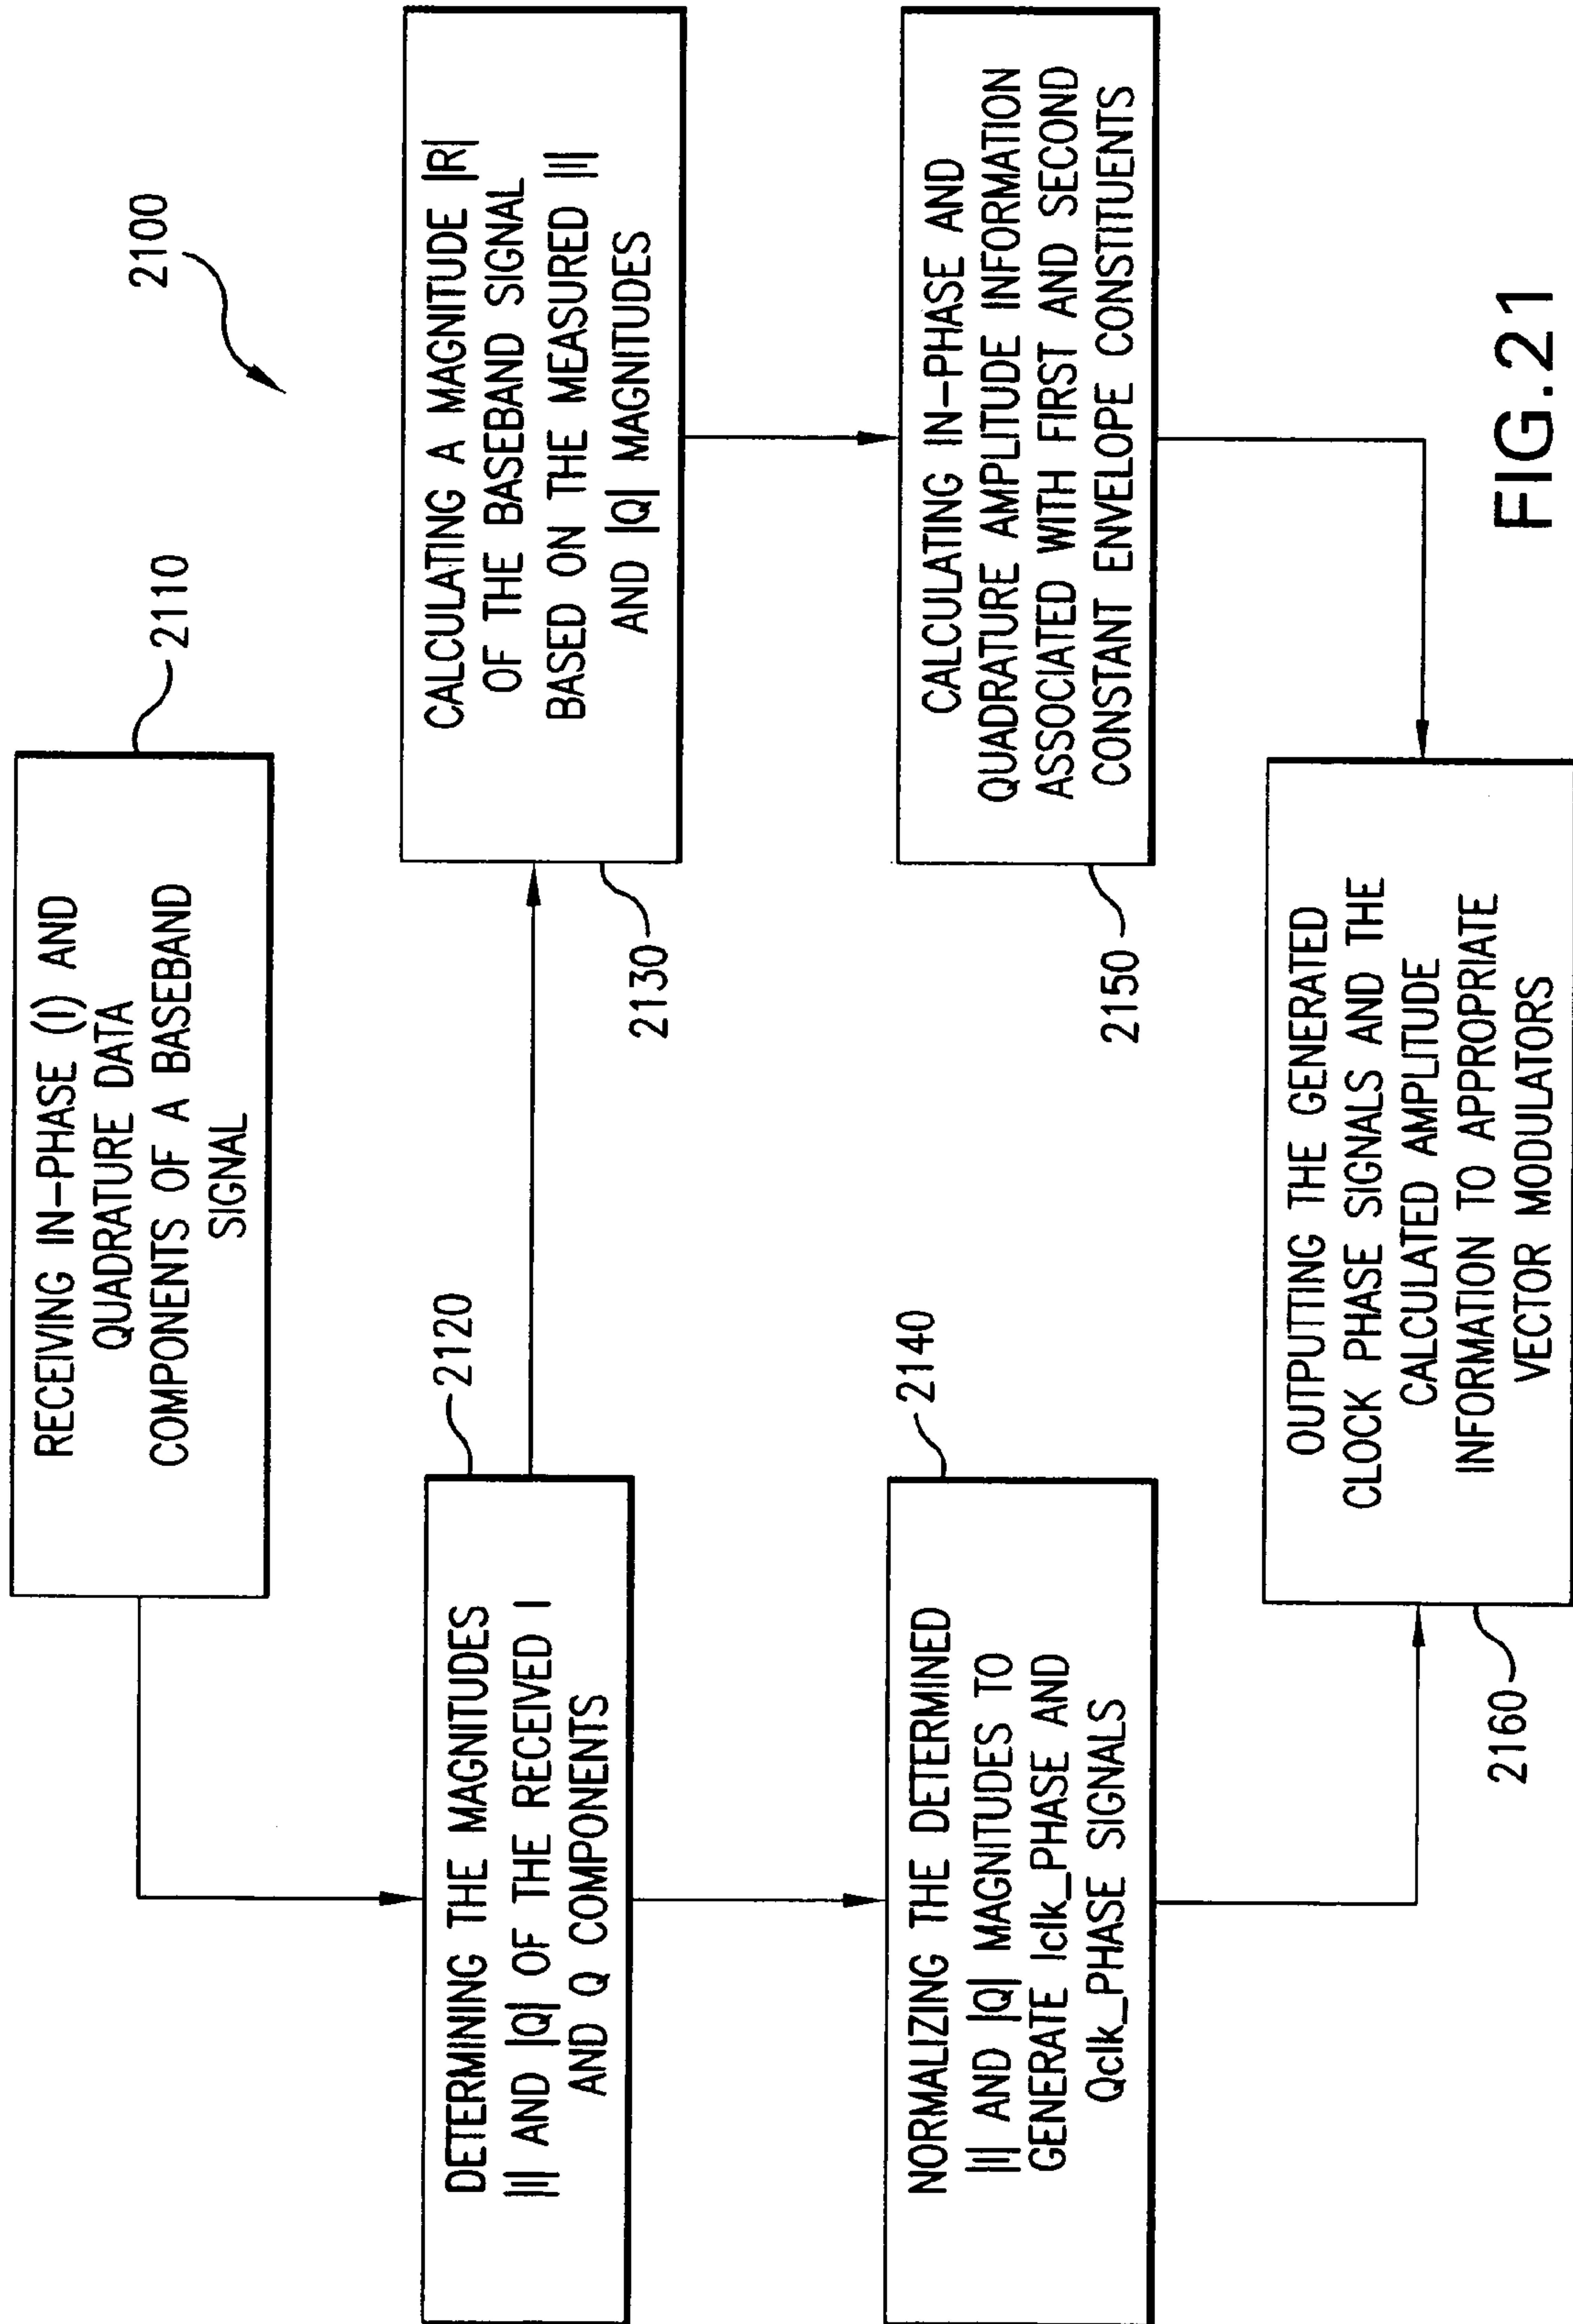 2100
RECEIVING IN-PHASE (I) AND
QUADRATURE DATA
COMPONENTS OF A BASEBAND
SIGNAL
2110
DETERMINING THE MAGNITUDES
|I| AND |Q| OF THE RECEIVED I
AND Q COMPONENTS
2120
CALCULATING A MAGNITUDE |R|
OF THE BASEBAND SIGNAL
BASED ON THE MEASURED |I|
AND |Q| MAGNITUDES
2130
NORMALIZING THE DETERMINED
|I| AND |Q| MAGNITUDES TO
GENERATE Iclk_PHASE AND
Qclk_PHASE SIGNALS
2140
CALCULATING IN-PHASE AND
QUADRATURE AMPLITUDE INFORMATION
ASSOCIATED WITH FIRST AND SECOND
CONSTANT ENVELOPE CONSTITUENTS
2150
OUTPUTTING THE GENERATED
CLOCK PHASE SIGNALS AND THE
CALCULATED AMPLITUDE
INFORMATION TO APPROPRIATE
VECTOR MODULATORS
2160
FIG.21